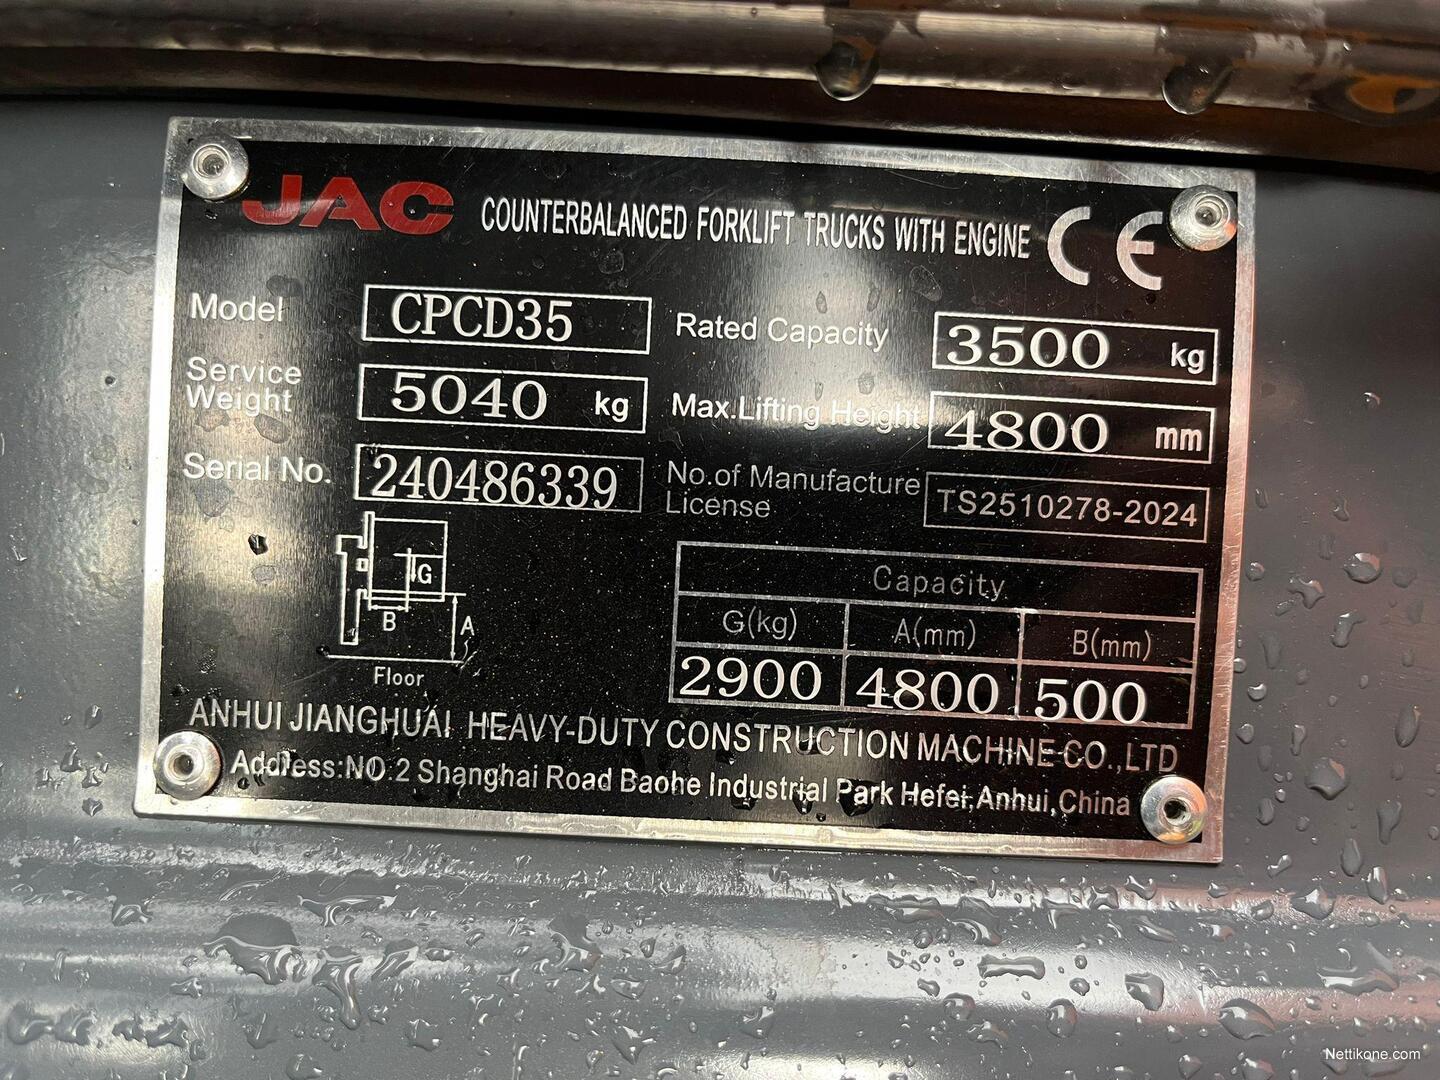 JAC COUNTERBALANCED FORKLIFT TRUCKS WITH ENGINE CE
Model CPCD35 Rated Capacity 3500 kg
Service Weight 5040 kg Max.Lifting Height 4800 mm
Serial No. 240486339 No.of Manufacture License TS2510278-2024
G
B
A
Floor
Capacity
G(kg) A(mm) B(mm)
2900 4800 500
ANHUI JIANGHUAI HEAVY-DUTY CONSTRUCTION MACHINE CO.,LTD
Address:NO.2 Shanghai Road Baohe Industrial Park Hefei,Anhui,China
Nettikone.com